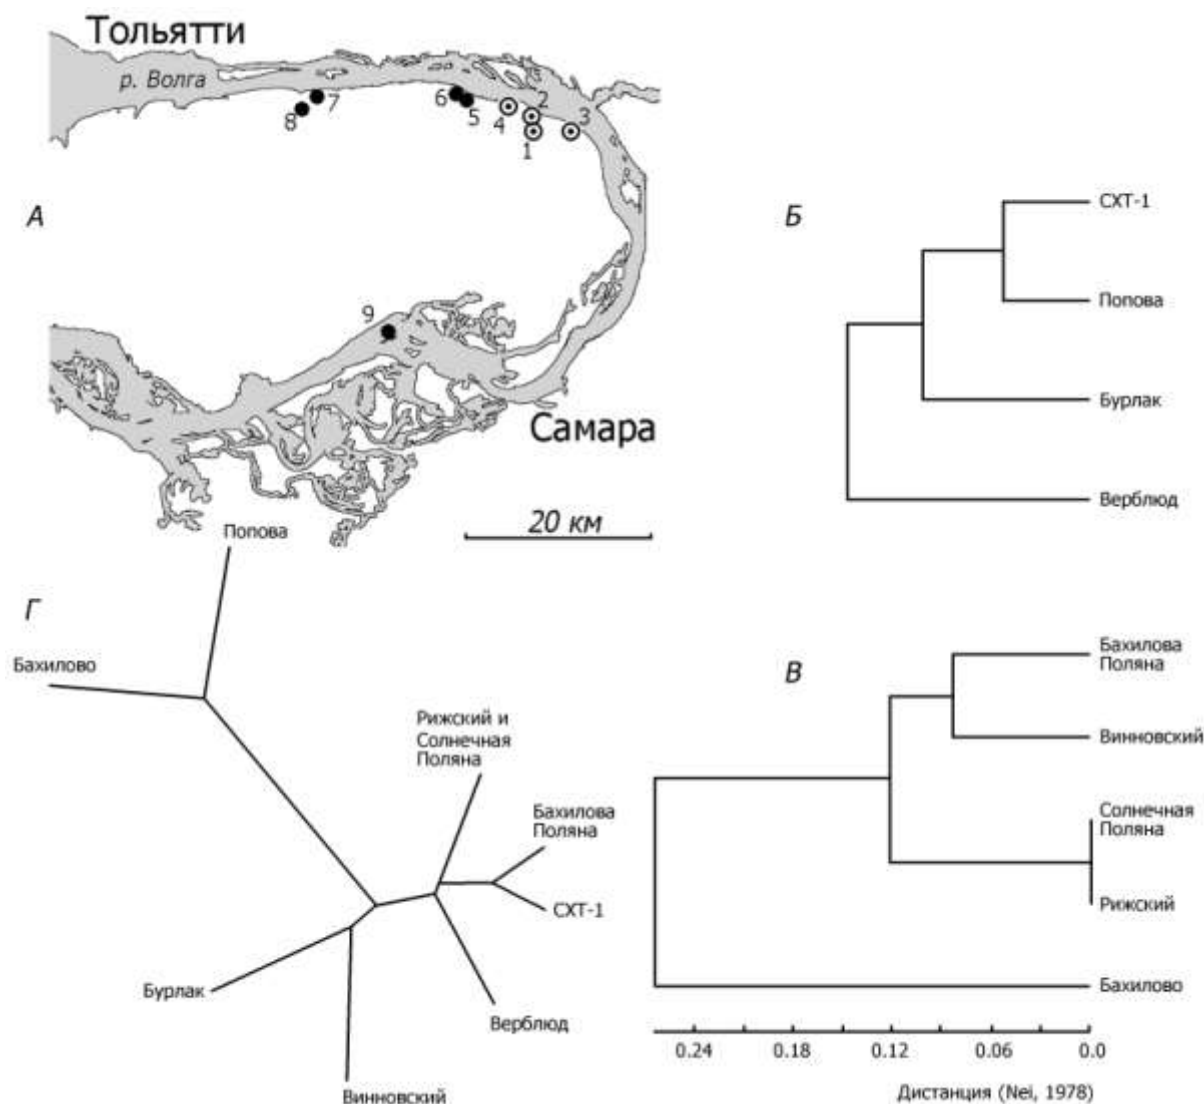 Тольятти
р. Волга
6
2
7
8
5
4
3
1
А
9
Самара
20 км
Б
СХТ-1
Попова
Бурлак
Верблюд
Г
Попова
Бахилово
Рижский и
Солнечная
Поляна
Бахилова
Поляна
СХТ-1
Бурлак
Верблюд
Винновский
В
Бахилова
Поляна
Винновский
Солнечная
Поляна
Рижский
Бахилово
0.24 0.18 0.12 0.06 0.0
Дистанция (Nei, 1978)